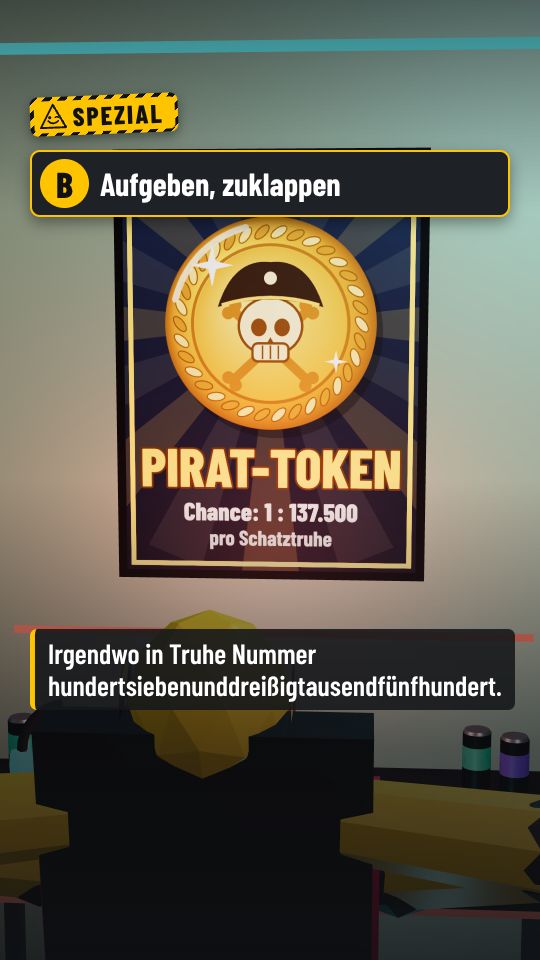 SPEZIAL
B Aufgeben, zuklappen
PIRAT-TOKEN
Chance: 1 : 137.500
pro Schatztruhe
Irgendwo in Truhe Nummer
hundertsiebenunddreißigtausendfünfhundert.